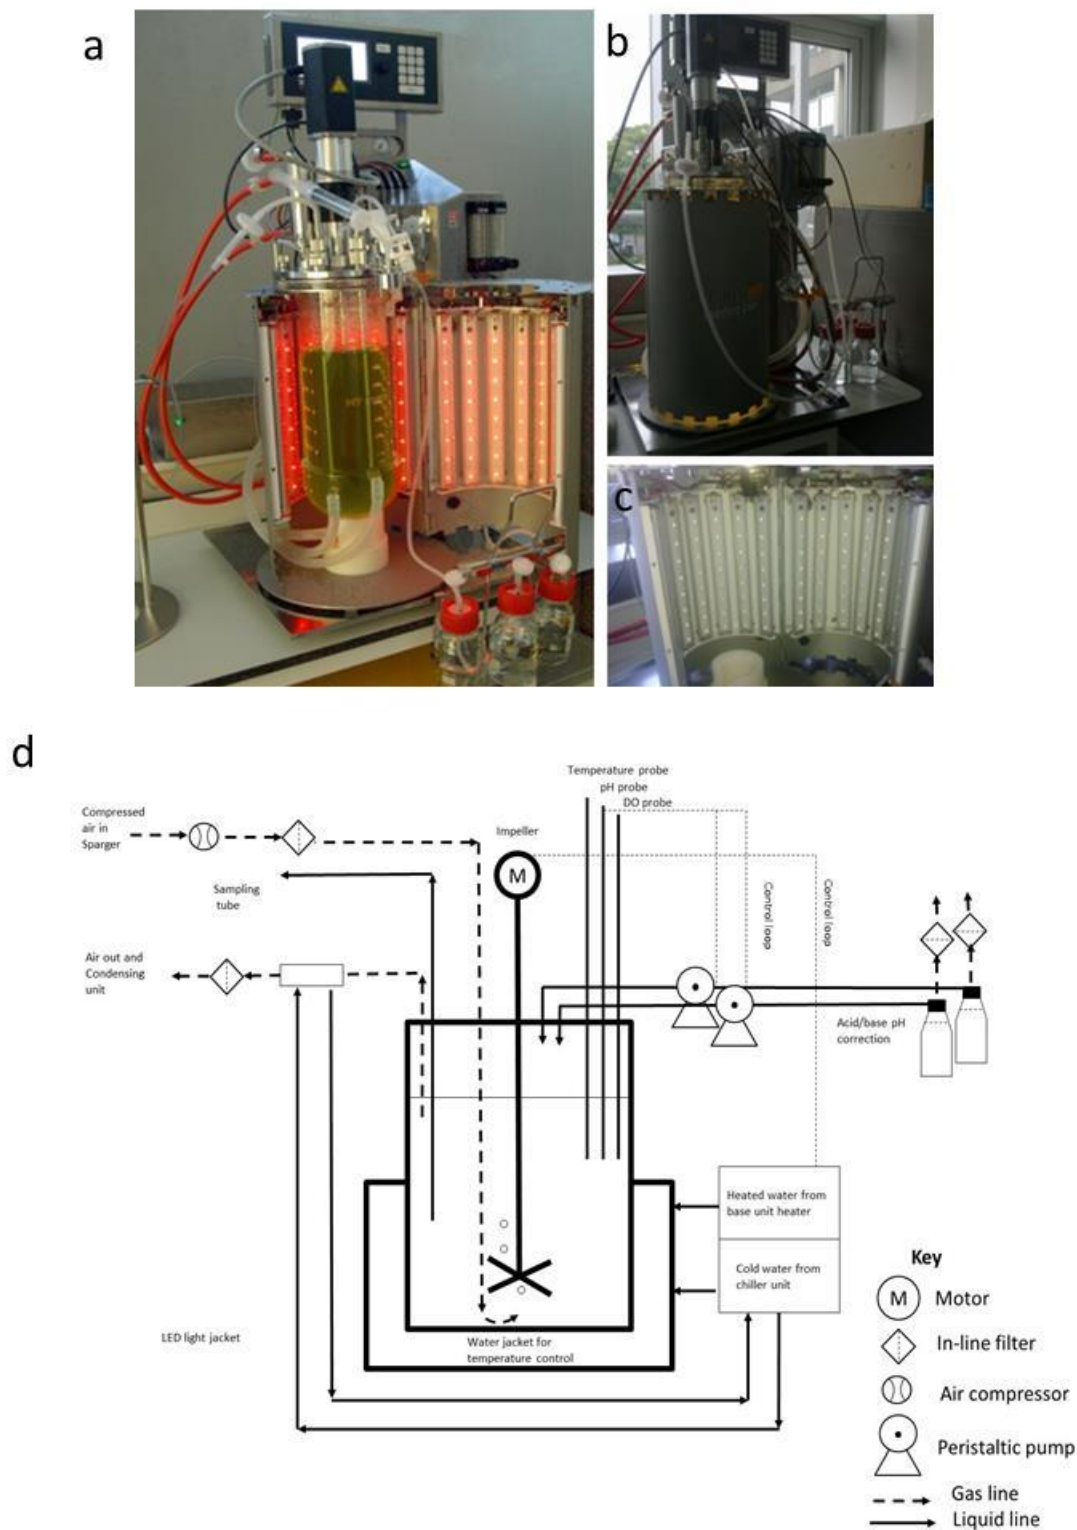 a
b
c
d
Temperature probe
pH probe
DO probe
Compressed
air in
Sparger
Impeller
M
Sampling
tube
Control loop
Control loop
Air out and
Condensing
unit
Acid/base pH
correction
Heated water from
base unit heater
Cold water from
chiller unit
LED light jacket
Water jacket for
temperature control
Key
M Motor
In-line filter
Air compressor
Peristaltic pump
Gas line
Liquid line